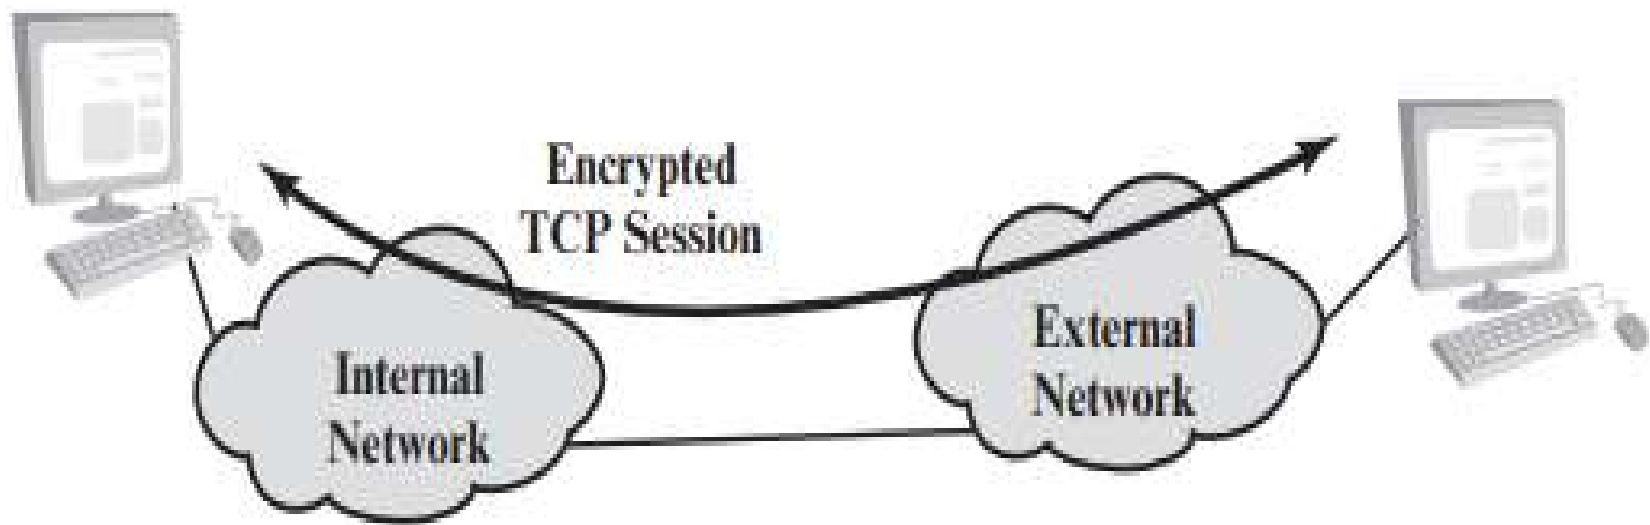 Encrypted
TCP Session
Internal
Network
External
Network